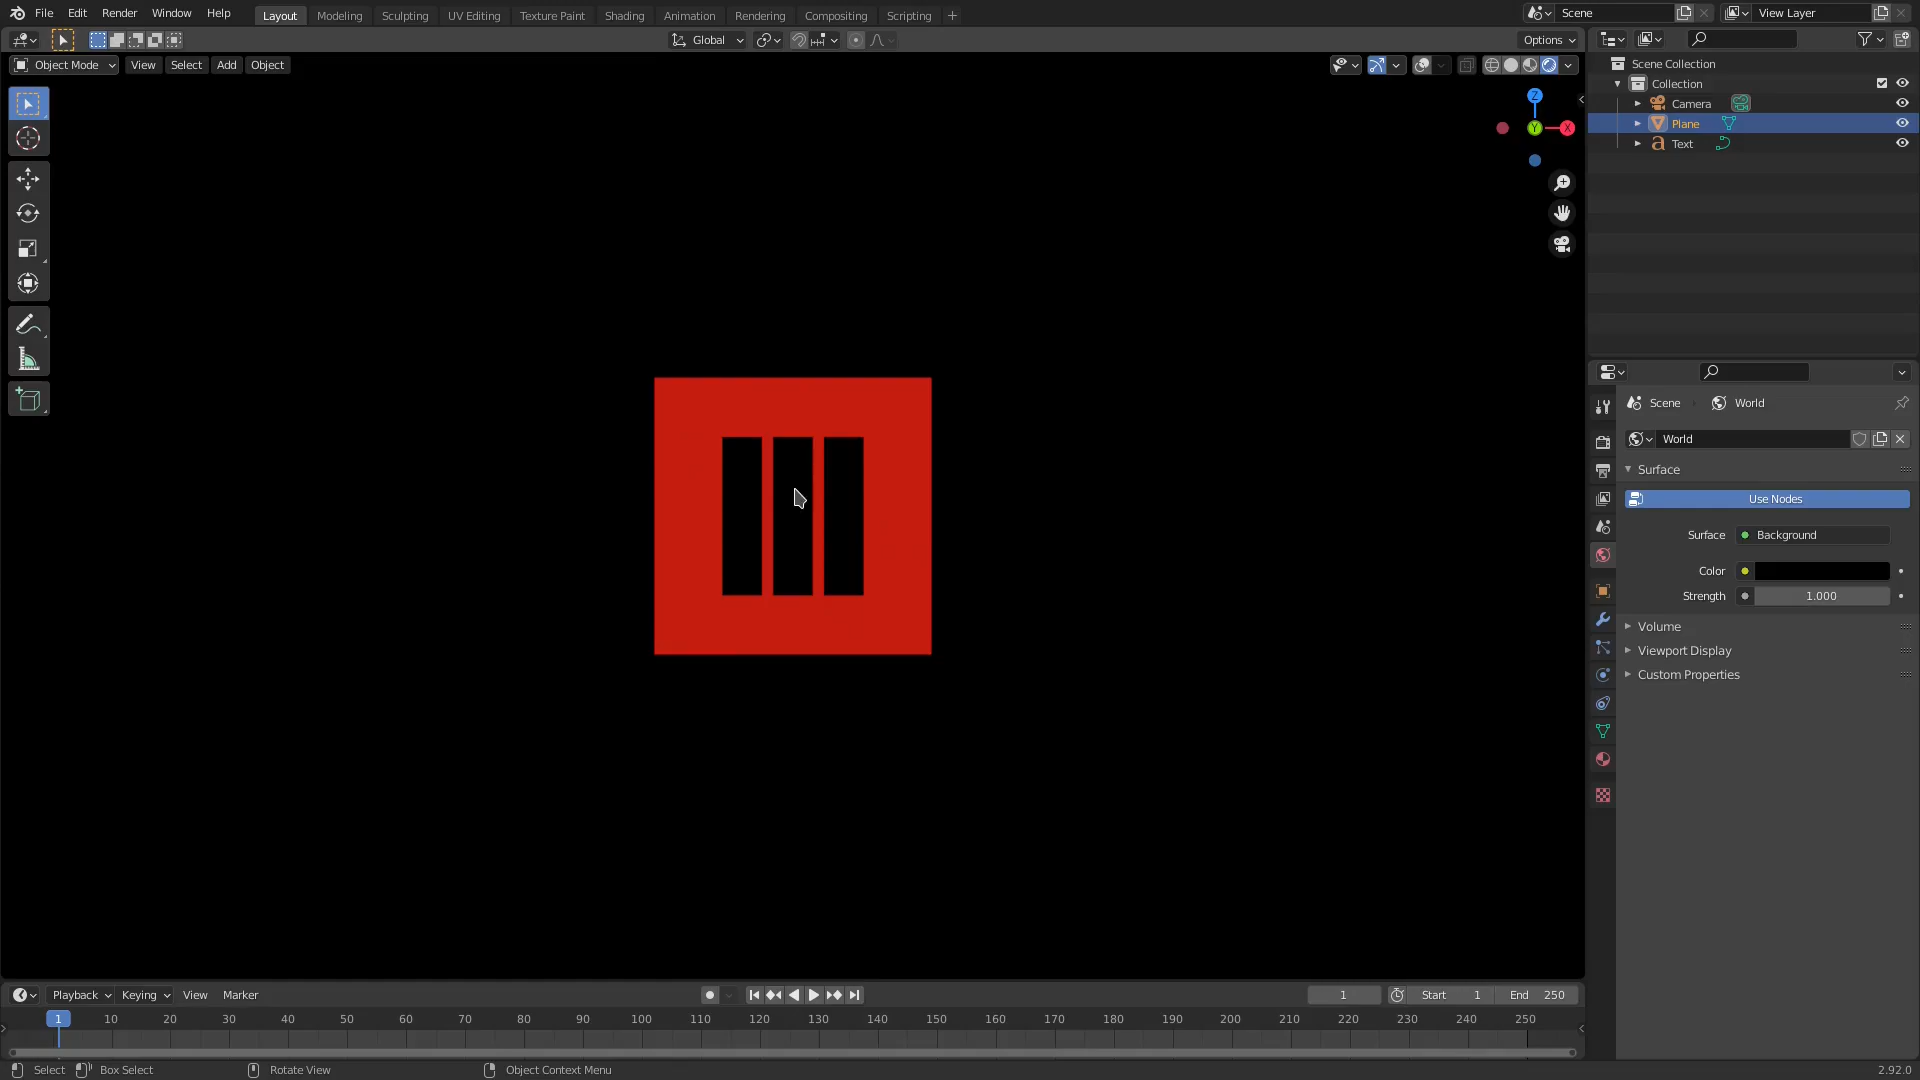 File Edit Render Window Help Layout Modeling Sculpting UV Editing Texture Paint Shading Animation Rendering Compositing Scripting + Scene View Layer
Global Options
Object Mode View Select Add Object
Z
Y X
Scene Collection
Collection
Camera
Plane
a Text
Scene World
World
Surface
Use Nodes
Surface Background
Color
Strength 1.000
Volume
Viewport Display
Custom Properties
Playback Keying View Marker 1 Start 1 End 250
1 10 20 30 40 50 60 70 80 90 100 110 120 130 140 150 160 170 180 190 200 210 220 230 240 250
Select Box Select Rotate View Object Context Menu 2.92.0